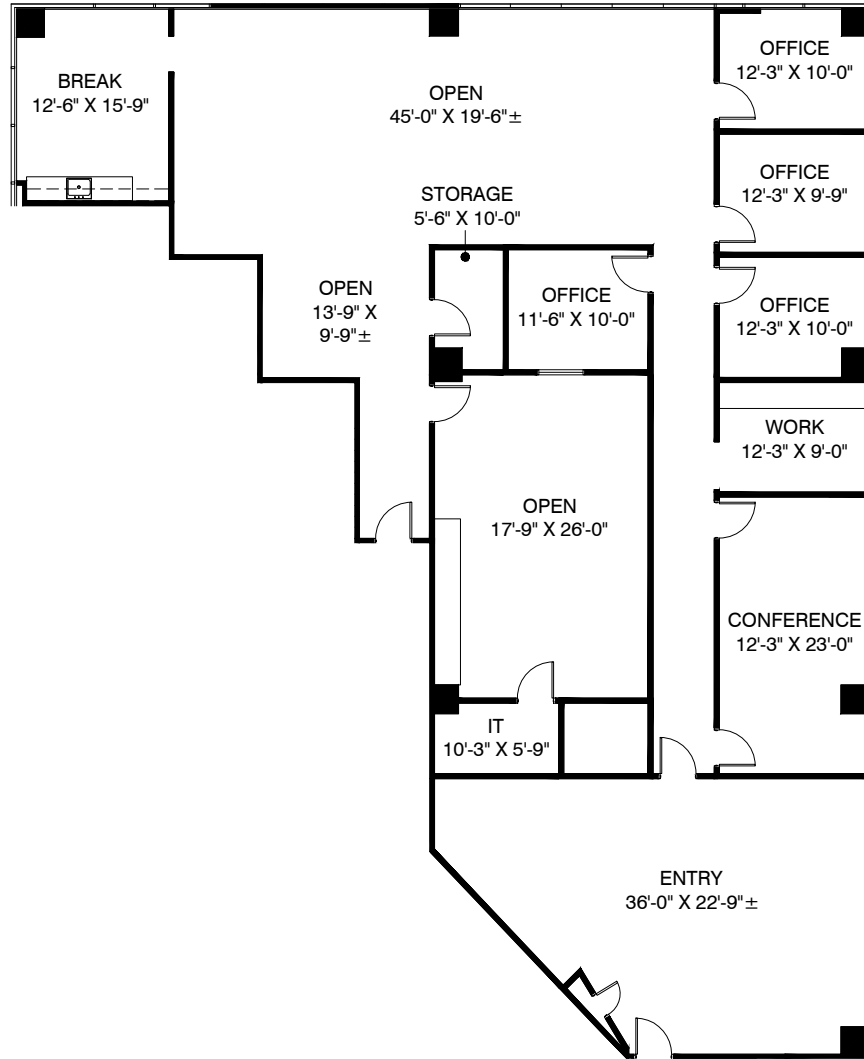 OFFICE
12'-3" X 10'-0"
BREAK
12'-6" X 15'-9"
OPEN
45'-0" X 19'-6"±
OFFICE
12'-3" X 9'-9"
STORAGE
5'-6" X 10'-0"
OPEN
13'-9" X
9'-9"±
OFFICE
11'-6" X 10'-0"
OFFICE
12'-3" X 10'-0"
WORK
12'-3" X 9'-0"
OPEN
17'-9" X 26'-0"
CONFERENCE
12'-3" X 23'-0"
IT
10'-3" X 5'-9"
ENTRY
36'-0" X 22'-9"±